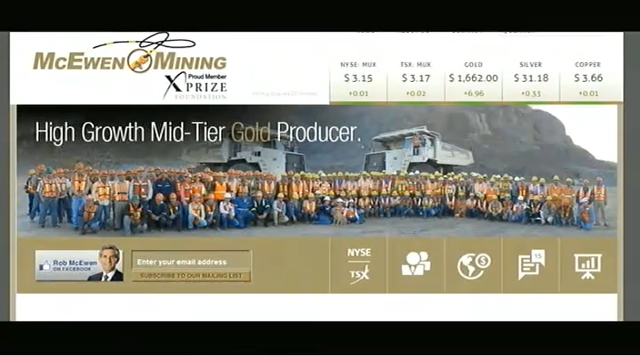 McEWEN MINING
Proud Member
XPRIZE
FOUNDATION
NYSE: MUX
$ 3.15
+0.01
TSX: MUX
$ 3.17
+0.02
GOLD
$ 1,662.00
+6.96
SILVER
$ 31.18
+0.33
COPPER
$ 3.66
+0.01
High Growth Mid-Tier Gold Producer.
Rob McEwen
ON FACEBOOK
Enter your email address
SUBSCRIBE TO OUR MAILING LIST
NYSE
TSX
15